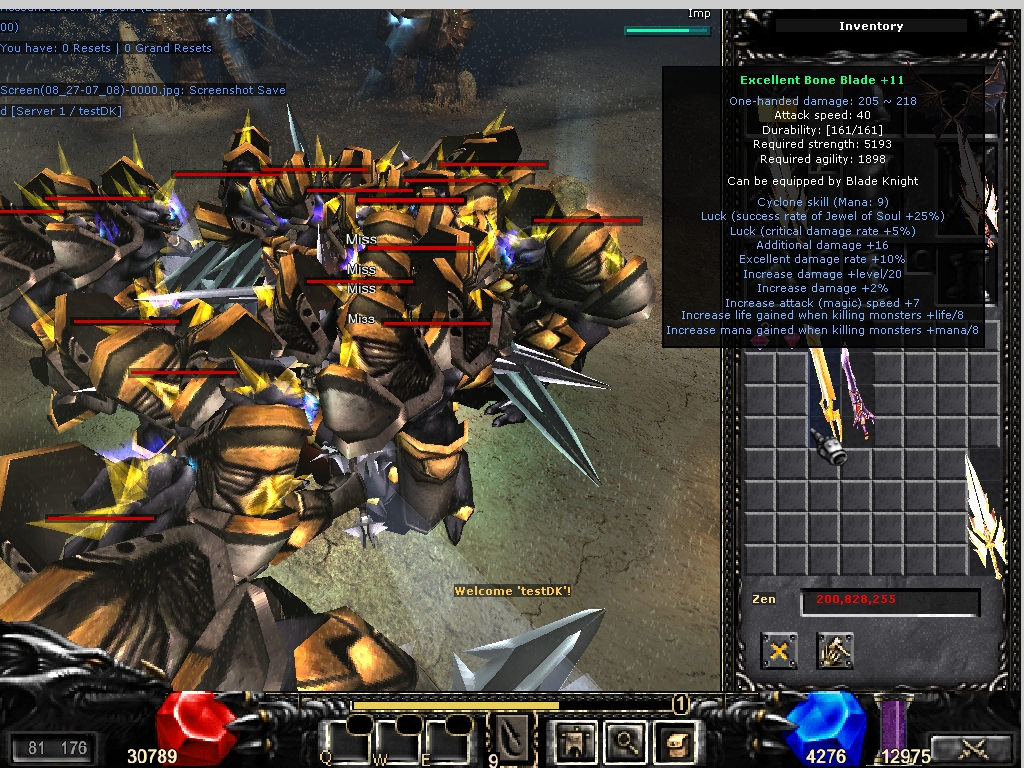 00)
You have: 0 Resets | 0 Grand Resets
Screen(08_27-07_08)-0000.jpg: Screenshot Save
d [Server 1 / testDK]
Imp
Miss
Miss
Miss
Miss
Welcome 'testDK'!
Inventory
Excellent Bone Blade +11
One-handed damage: 205 ~ 218
Attack speed: 40
Durability: [161/161]
Required strength: 5193
Required agility: 1898
Can be equipped by Blade Knight
Cyclone skill (Mana: 9)
Luck (success rate of Jewel of Soul +25%)
Luck (critical damage rate +5%)
Additional damage +16
Excellent damage rate +10%
Increase damage +level/20
Increase damage +2%
Increase attack (magic) speed +7
Increase life gained when killing monsters +life/8
Increase mana gained when killing monsters +mana/8
Zen 200,828,255
1
81 176
30789
Q W E 9
4276
12975